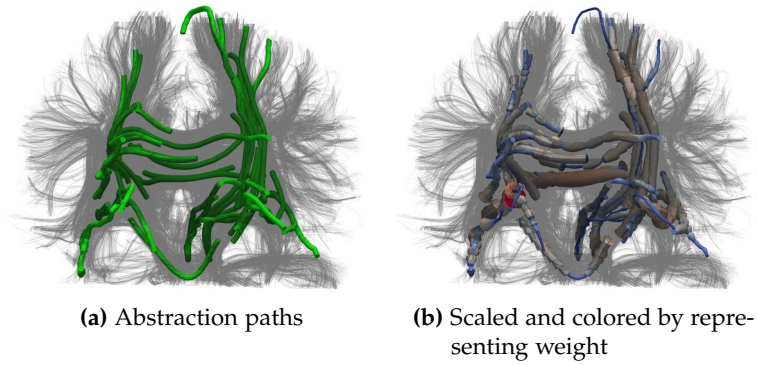 (a) Abstraction paths
(b) Scaled and colored by repre-
senting weight